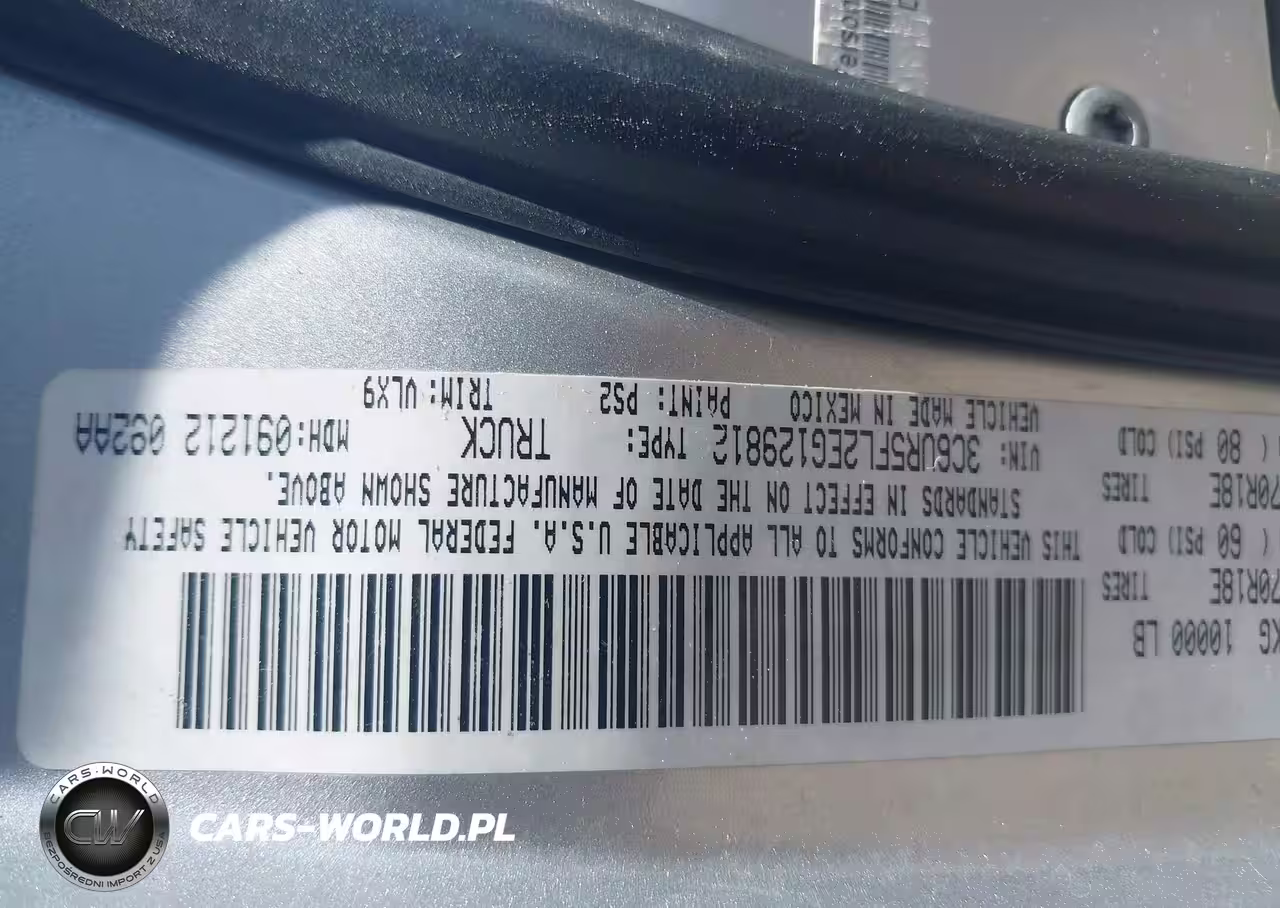 KG 10000 LB
70R18E TIRES
( 60 PSI) COLD
70R18E TIRES
( 80 PSI) COLD
THIS VEHICLE CONFORMS TO ALL APPLICABLE U.S.A. FEDERAL MOTOR VEHICLE SAFETY
STANDARDS IN EFFECT ON THE DATE OF MANUFACTURE SHOWN ABOVE.
VIN: 3C6UR5FL2EG129812 TYPE: TRUCK MDH:091212 092AA
VEHICLE MADE IN MEXICO PAINT: PS2 TRIM: VLX9
CARS-WORLD
CW
BEZPOŚREDNI IMPORT Z USA
CARS-WORLD.PL